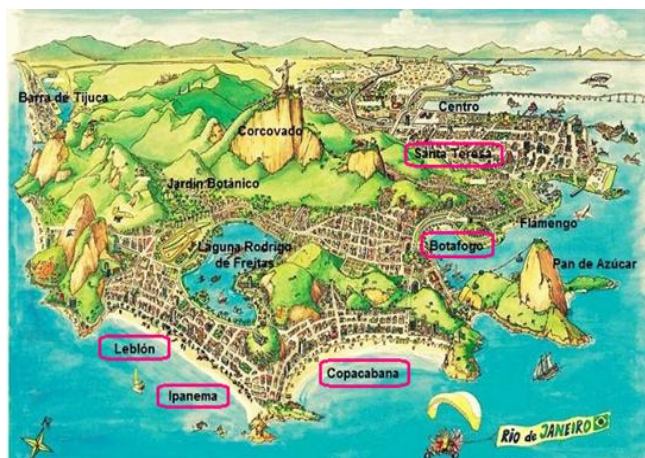 Barra de Tijuca
Centro
Corcovado
Santa Teresa
Jardín Botánico
Flamengo
Botafogo
Laguna Rodrigo
de Freitas
Pan de Azúcar
Leblón
Copacabana
Ipanema
RIO de JANEIRO